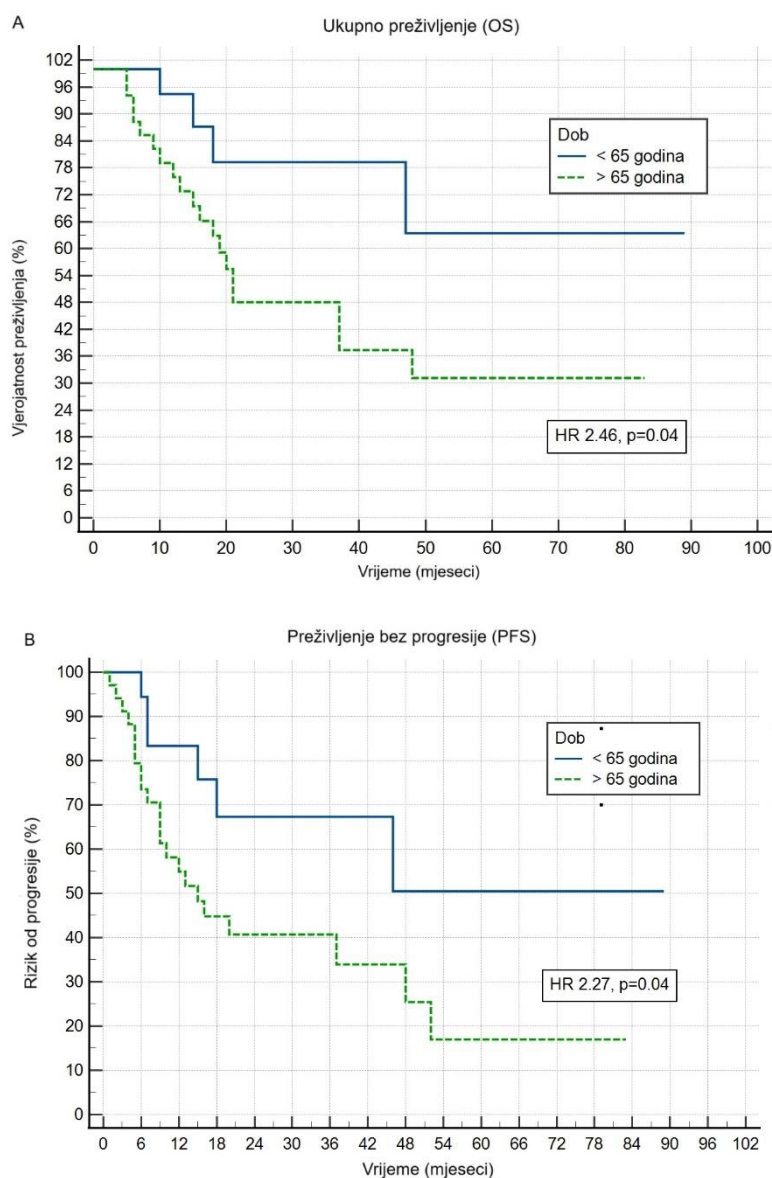 A
Ukupno preživljenje (OS)
Vjerojatnost preživljenja (%)
102
96
90
84
78
72
66
60
54
48
42
36
30
24
18
12
6
0
Dob
< 65 godina
> 65 godina
HR 2.46, p=0.04
0 10 20 30 40 50 60 70 80 90 100
Vrijeme (mjeseci)
B
Preživljenje bez progresije (PFS)
Rizik od progresije (%)
100
90
80
70
60
50
40
30
20
10
0
Dob
< 65 godina
> 65 godina
HR 2.27, p=0.04
0 6 12 18 24 30 36 42 48 54 60 66 72 78 84 90 96 102
Vrijeme (mjeseci)